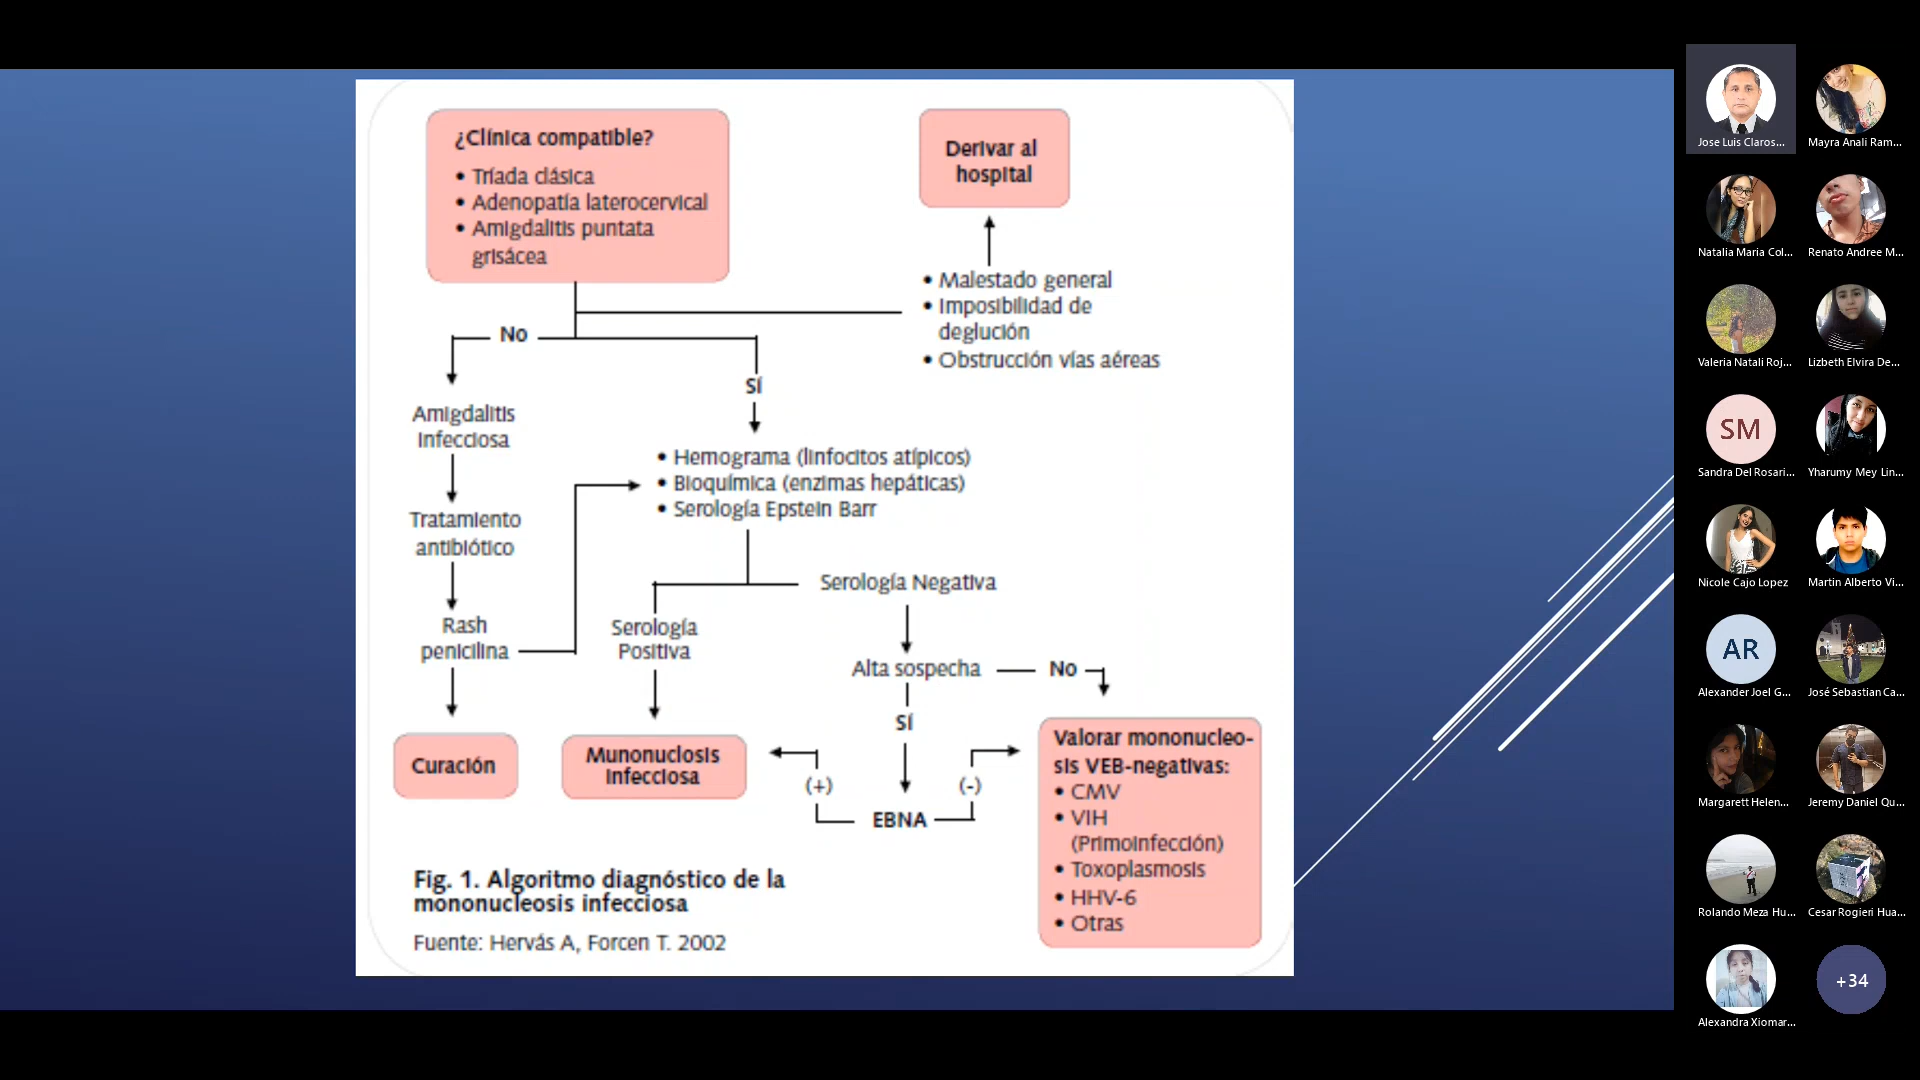 ¿Clínica compatible?
• Tríada clásica
• Adenopatía laterocervical
• Amigdalitis puntata
grisácea
Derivar al
hospital
• Malestado general
• Imposibilidad de
deglución
• Obstrucción vías aéreas
No
Sí
Amigdalitis
infecciosa
Tratamiento
antibiótico
Rash
penicilina
Curación
• Hemograma (linfocitos atípicos)
• Bioquímica (enzimas hepáticas)
• Serología Epstein Barr
Serología Negativa
Serología
Positiva
Alta sospecha
No
Sí
Munonuclosis
infecciosa
(+)
(-)
EBNA
Valorar mononucleo-
sis VEB-negativas:
• CMV
• VIH
(Primoinfección)
• Toxoplasmosis
• HHV-6
• Otras
Fig. 1. Algoritmo diagnóstico de la
mononucleosis infecciosa
Fuente: Hervás A, Forcen T. 2002
Jose Luis Claros...
Mayra Anali Ram...
Natalia Maria Col...
Renato Andree M...
Valeria Natali Roj...
Lizbeth Elvira De...
SM
Sandra Del Rosari...
Yharumy Mey Lin...
Nicole Cajo Lopez
Martin Alberto Vi...
AR
Alexander Joel G...
José Sebastian Ca...
Margarett Helen...
Jeremy Daniel Qu...
Rolando Meza Hu...
Cesar Rogieri Hua...
Alexandra Xiomar...
+34